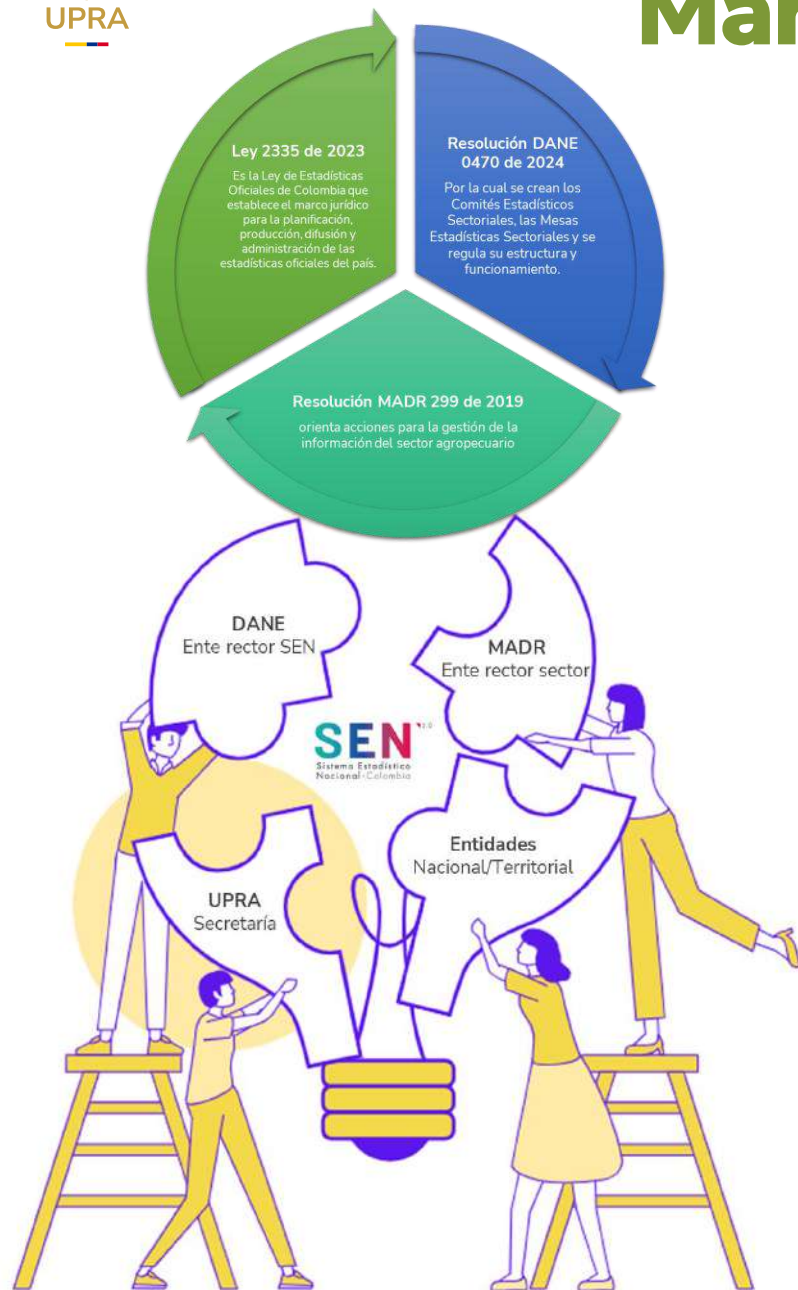 UPRA
Mar
Ley 2335 de 2023
Es la Ley de Estadísticas
Oficiales de Colombia que
establece el marco jurídico
para la planificación,
producción, difusión y
administración de las
estadísticas oficiales del país.
Resolución DANE
0470 de 2024
Por la cual se crean los
Comités Estadísticos
Sectoriales, las Mesas
Estadísticas Sectoriales y se
regula su estructura y
funcionamiento.
Resolución MADR 299 de 2019
orienta acciones para la gestión de la
información del sector agropecuario
DANE
Ente rector SEN
MADR
Ente rector sector
SEN
Sistema Estadístico
Nacional-Colombia
Entidades
Nacional/Territorial
UPRA
Secretaría